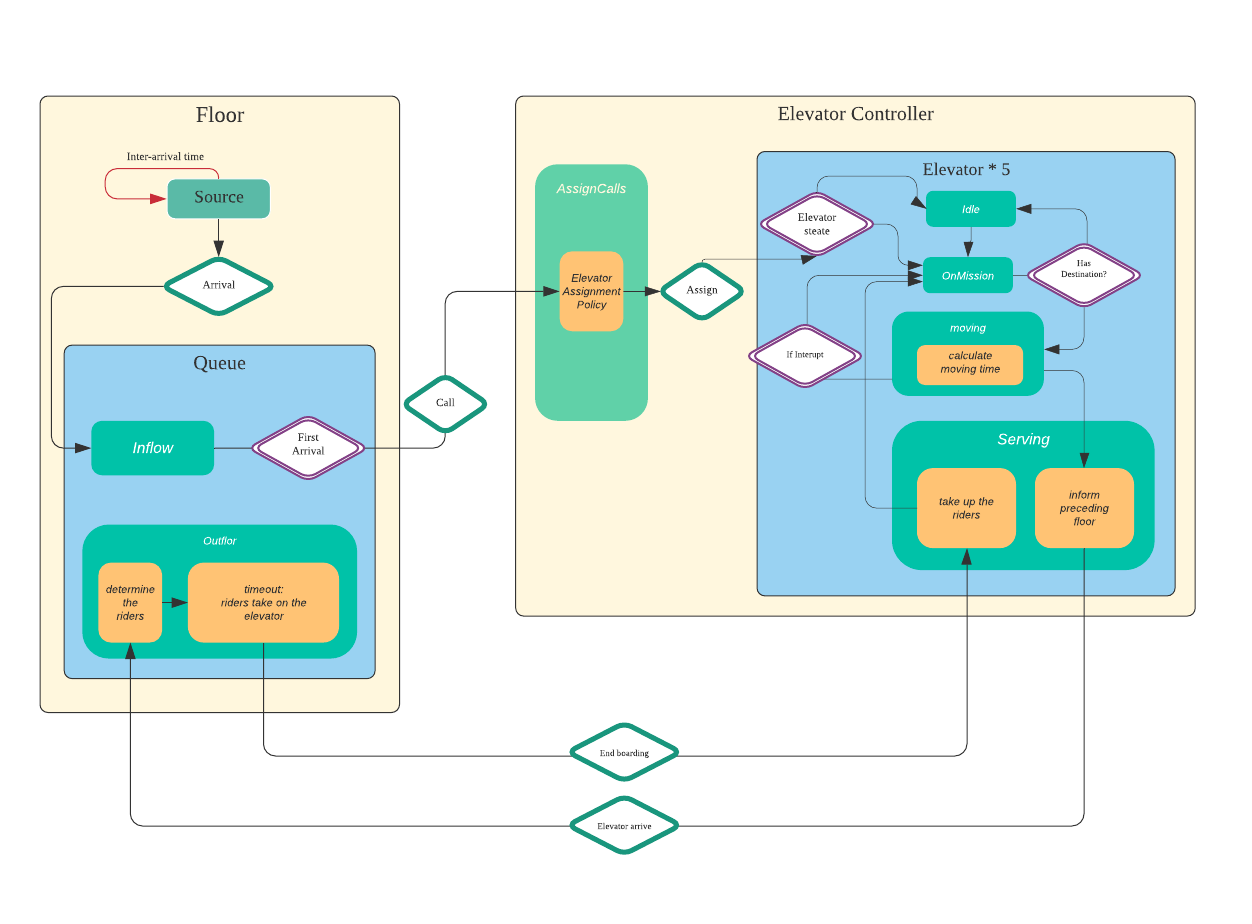 Floor
Inter-arrival time
Source
Arrival
Queue
Inflow
First
Arrival
Outflor
determine
the
riders
timeout:
riders take on the
elevator
Call
Elevator Controller
AssignCalls
Elevator
Assignment
Policy
Assign
Elevator * 5
Elevator
steate
Idle
OnMission
Has
Destination?
If Interupt
moving
calculate
moving time
Serving
take up the
riders
inform
preceding
floor
End boarding
Elevator arrive